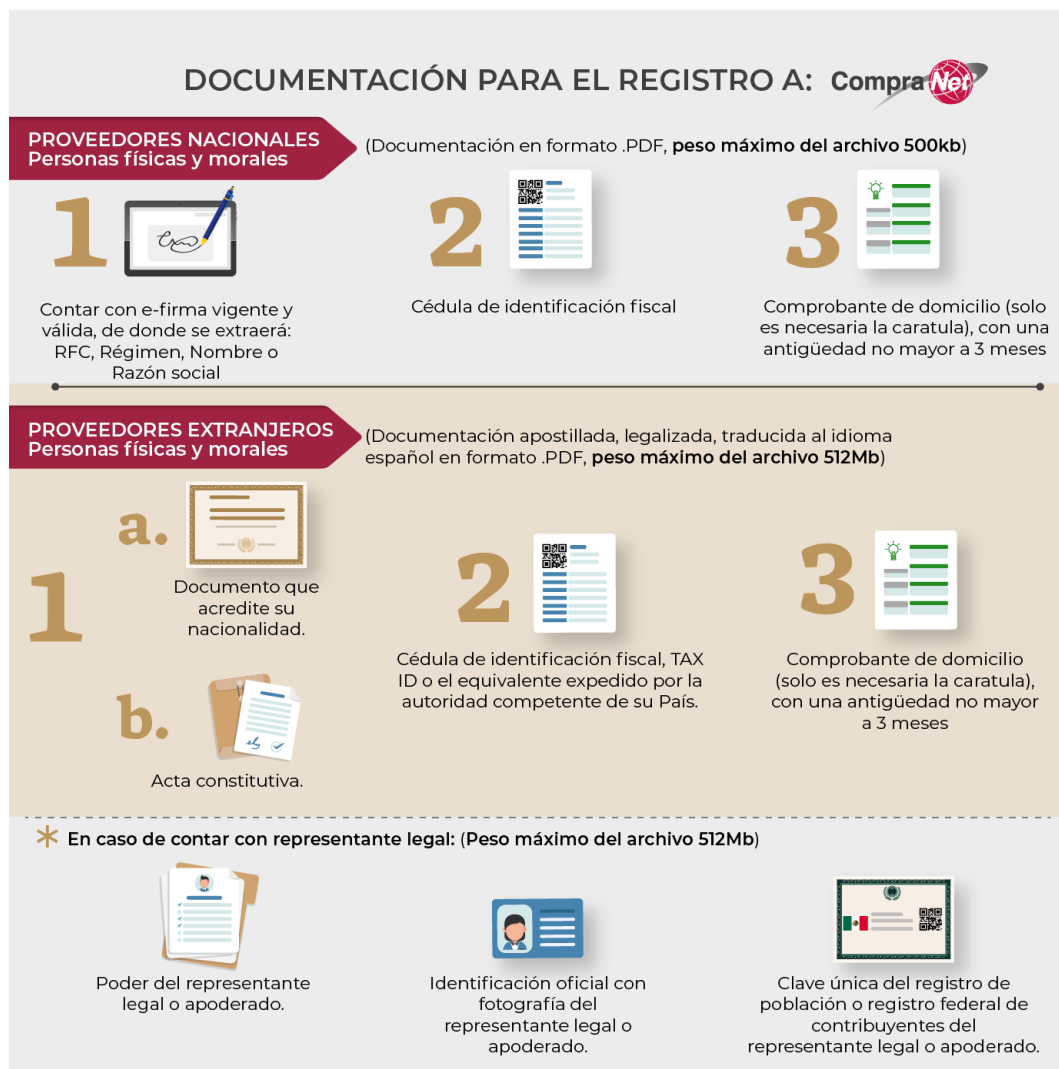 DOCUMENTACIÓN PARA EL REGISTRO A: CompraNet
PROVEEDORES NACIONALES
Personas físicas y morales
(Documentación en formato .PDF, peso máximo del archivo 500kb)
1
Contar con e-firma vigente y
válida, de donde se extraerá:
RFC, Régimen, Nombre o
Razón social
2
Cédula de identificación fiscal
3
Comprobante de domicilio (solo
es necesaria la caratula), con una
antigüedad no mayor a 3 meses
PROVEEDORES EXTRANJEROS
Personas físicas y morales
(Documentación apostillada, legalizada, traducida al idioma
español en formato .PDF, peso máximo del archivo 512Mb)
1
a.
Documento que
acredite su
nacionalidad.
b.
Acta constitutiva.
2
Cédula de identificación fiscal, TAX
ID o el equivalente expedido por la
autoridad competente de su País.
3
Comprobante de domicilio
(solo es necesaria la caratula),
con una antigüedad no mayor
a 3 meses
* En caso de contar con representante legal: (Peso máximo del archivo 512Mb)
Poder del representante
legal o apoderado.
Identificación oficial con
fotografía del
representante legal o
apoderado.
Clave única del registro de
población o registro federal de
contribuyentes del
representante legal o apoderado.